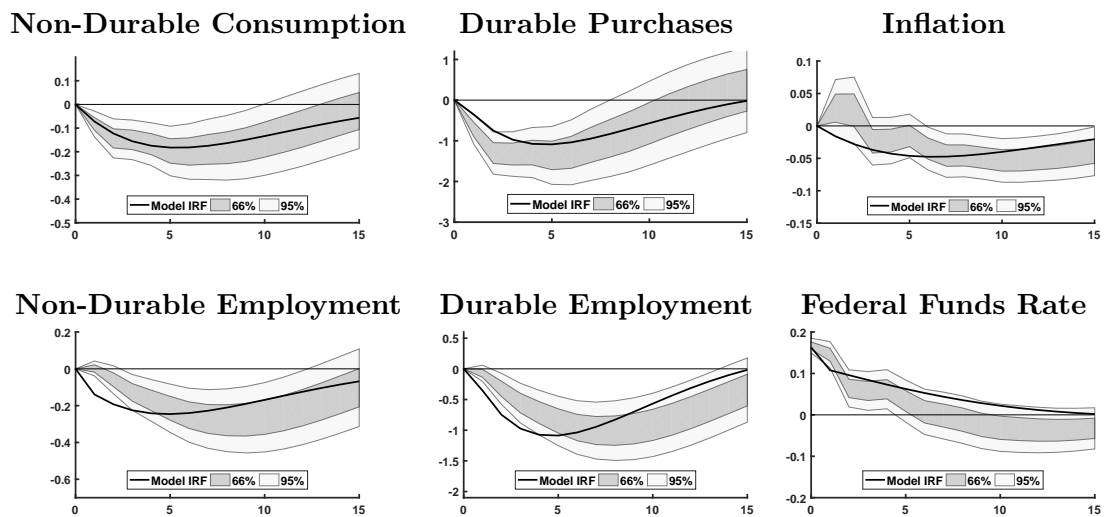 Non-Durable Consumption
Durable Purchases
Inflation
0.1
0
-0.1
-0.2
-0.3
-0.4
-0.5
Model IRF 66% 95%
0 5 10 15
1
0
-1
-2
-3
Model IRF 66% 95%
0 5 10 15
0.1
0.05
0
-0.05
-0.1
-0.15
Model IRF 66% 95%
0 5 10 15
Non-Durable Employment
Durable Employment
Federal Funds Rate
0.2
0
-0.2
-0.4
-0.6
Model IRF 66% 95%
0 5 10 15
0.5
0
-0.5
-1
-1.5
-2
Model IRF 66% 95%
0 5 10 15
0.2
0.1
0
-0.1
-0.2
Model IRF 66% 95%
0 5 10 15